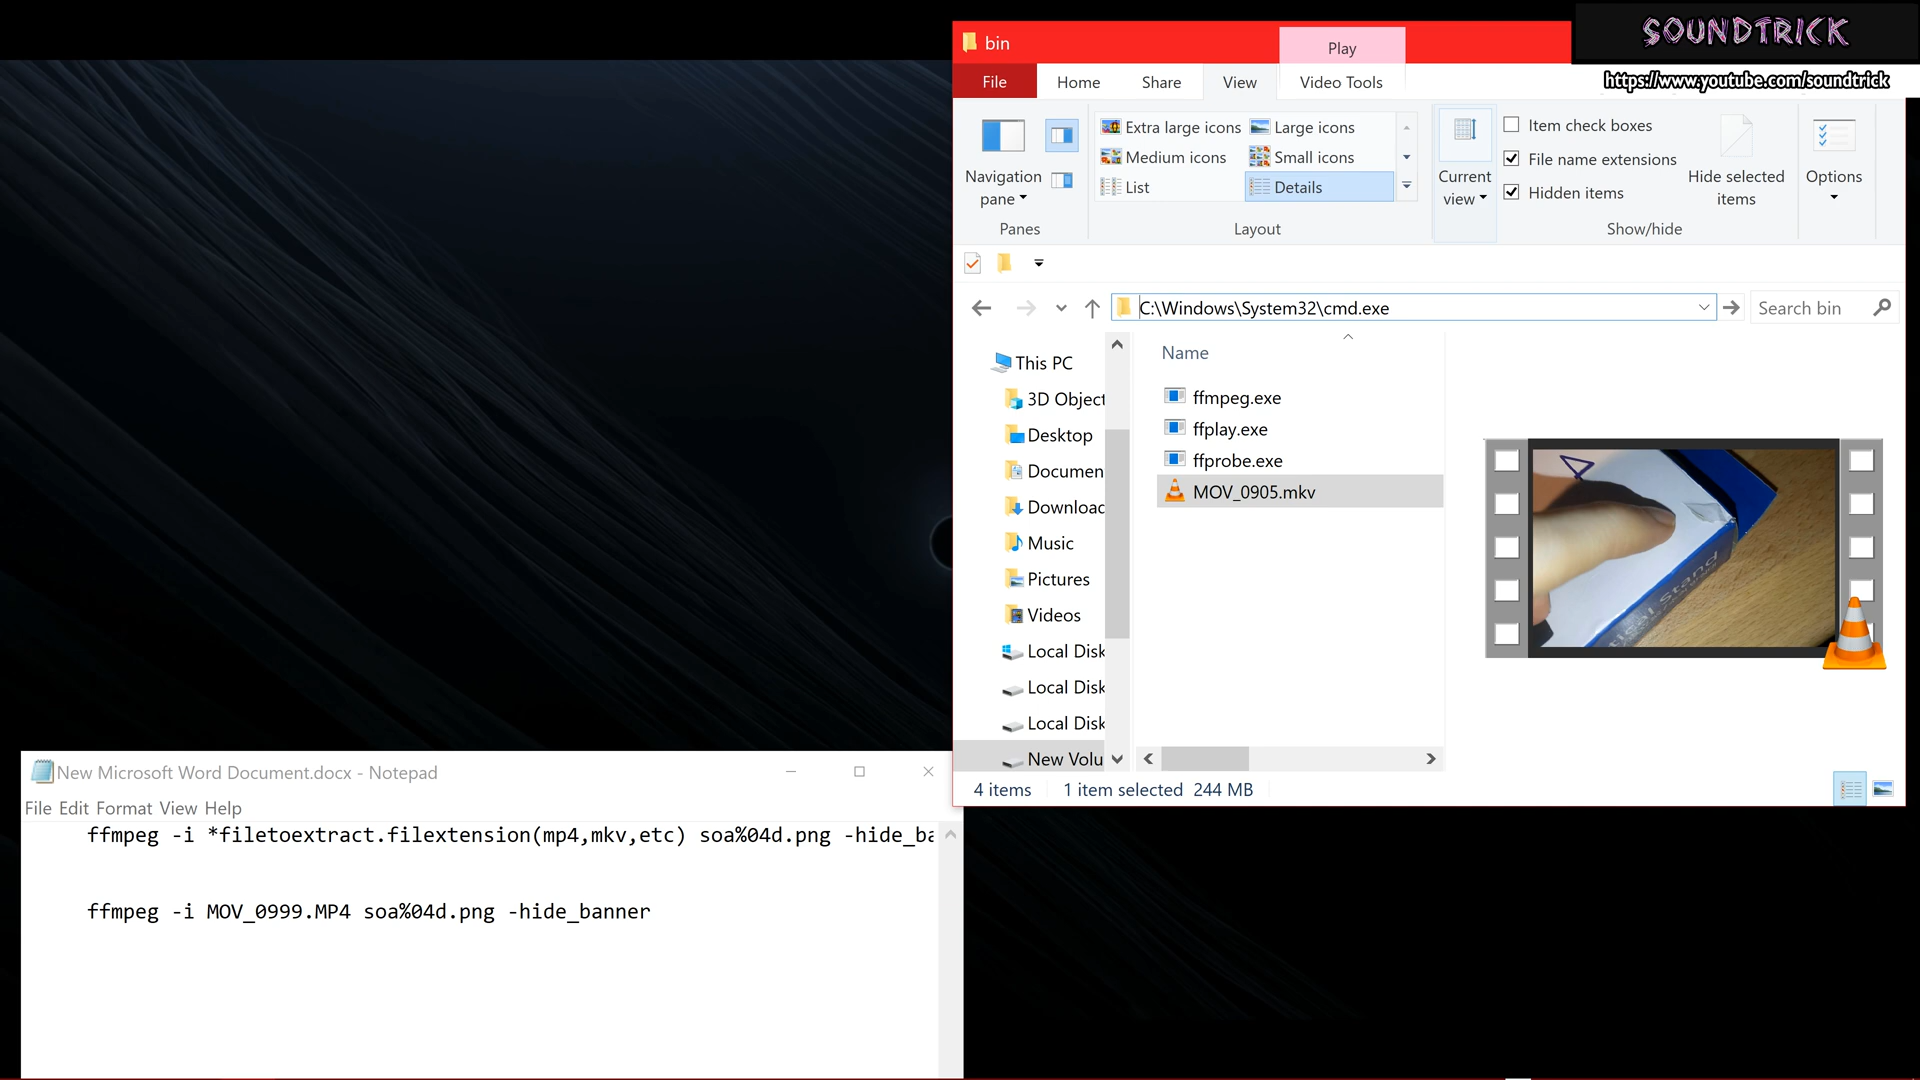 SOUNDTRICK
https://www.youtube.com/soundtrick
bin
Play
File Home Share View Video Tools
Extra large icons Large icons
Medium icons Small icons
List Details
Navigation pane
Current view
Item check boxes
File name extensions
Hidden items
Hide selected items
Options
Panes Layout Show/hide
C:\Windows\System32\cmd.exe
Search bin
This PC
3D Object
Desktop
Documen
Downloac
Music
Pictures
Videos
Local Disk
Local Disk
Local Disk
New Volu
Name
ffmpeg.exe
ffplay.exe
ffprobe.exe
MOV_0905.mkv
4 items 1 item selected 244 MB
New Microsoft Word Document.docx - Notepad
File Edit Format View Help
ffmpeg -i *filetoextract.filextension(mp4,mkv,etc) soa%04d.png -hide_ba
ffmpeg -i MOV_0999.MP4 soa%04d.png -hide_banner